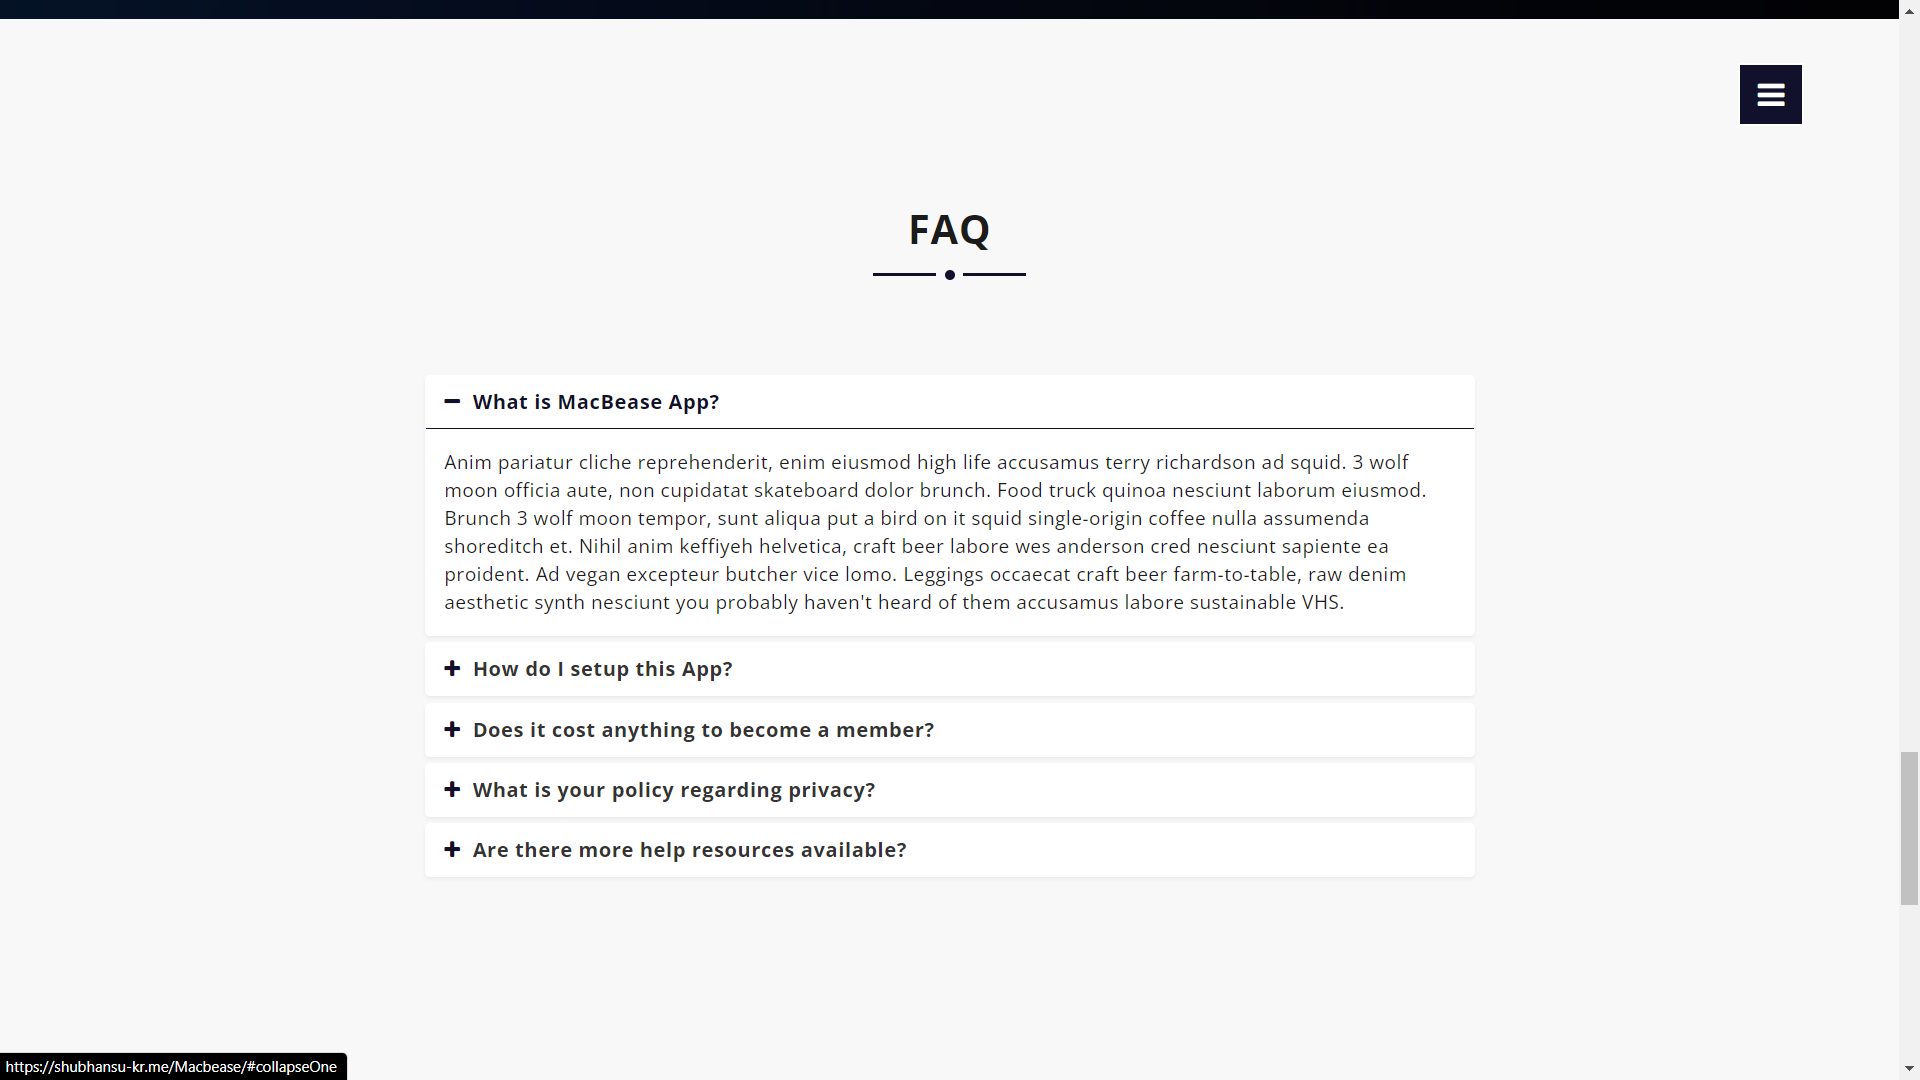 FAQ
What is MacBease App?
Anim pariatur cliche reprehenderit, enim eiusmod high life accusamus terry richardson ad squid. 3 wolf
moon officia aute, non cupidatat skateboard dolor brunch. Food truck quinoa nesciunt laborum eiusmod.
Brunch 3 wolf moon tempor, sunt aliqua put a bird on it squid single-origin coffee nulla assumenda
shoreditch et. Nihil anim keffiyeh helvetica, craft beer labore wes anderson cred nesciunt sapiente ea
proident. Ad vegan excepteur butcher vice lomo. Leggings occaecat craft beer farm-to-table, raw denim
aesthetic synth nesciunt you probably haven't heard of them accusamus labore sustainable VHS.
How do I setup this App?
Does it cost anything to become a member?
What is your policy regarding privacy?
Are there more help resources available?
https://shubhansu-kr.me/Macbease/#collapseOne